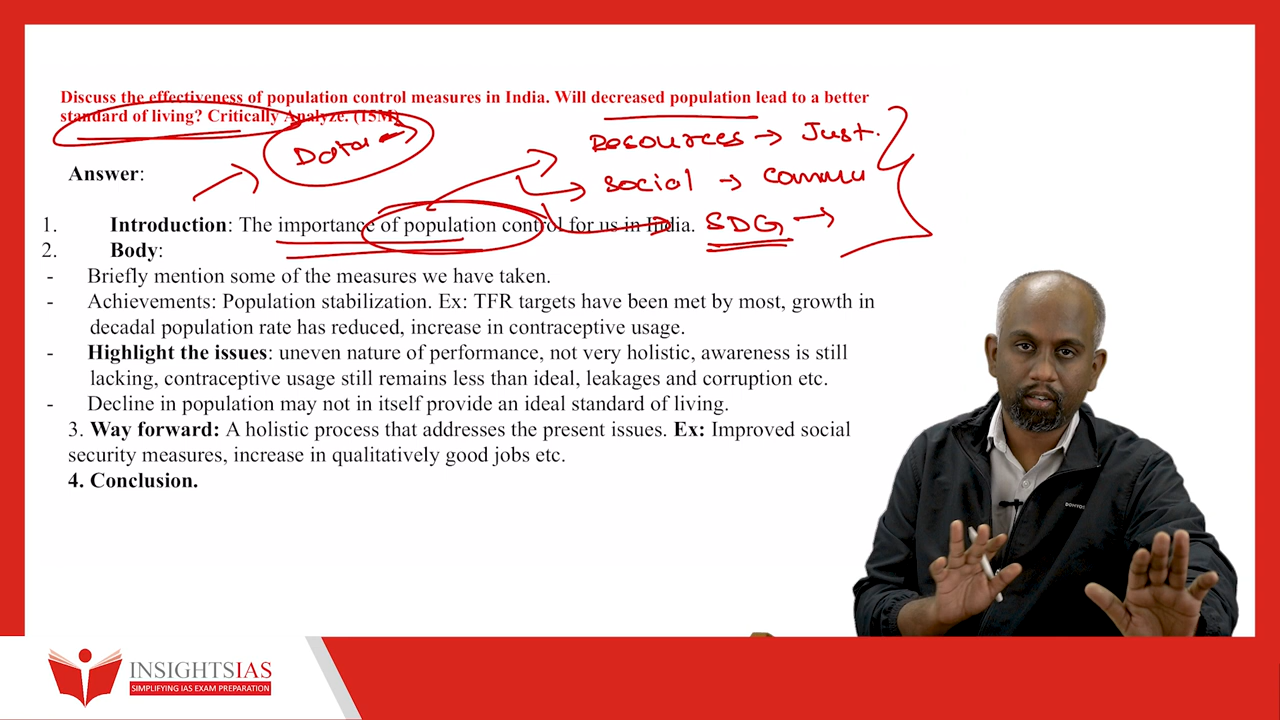 Discuss the effectiveness of population control measures in India. Will decreased population lead to a better
standard of living? Critically Analyze. (15M)
Data
Resources → Just.
Answer:
Social → Commu
1. Introduction: The importance of population control for us in India.
SDG →
2. Body:
- Briefly mention some of the measures we have taken.
- Achievements: Population stabilization. Ex: TFR targets have been met by most, growth in
decadal population rate has reduced, increase in contraceptive usage.
- Highlight the issues: uneven nature of performance, not very holistic, awareness is still
lacking, contraceptive usage still remains less than ideal, leakages and corruption etc.
- Decline in population may not in itself provide an ideal standard of living.
3. Way forward: A holistic process that addresses the present issues. Ex: Improved social
security measures, increase in qualitatively good jobs etc.
4. Conclusion.
DOMYOS
INSIGHTSIAS
SIMPLIFYING IAS EXAM PREPARATION